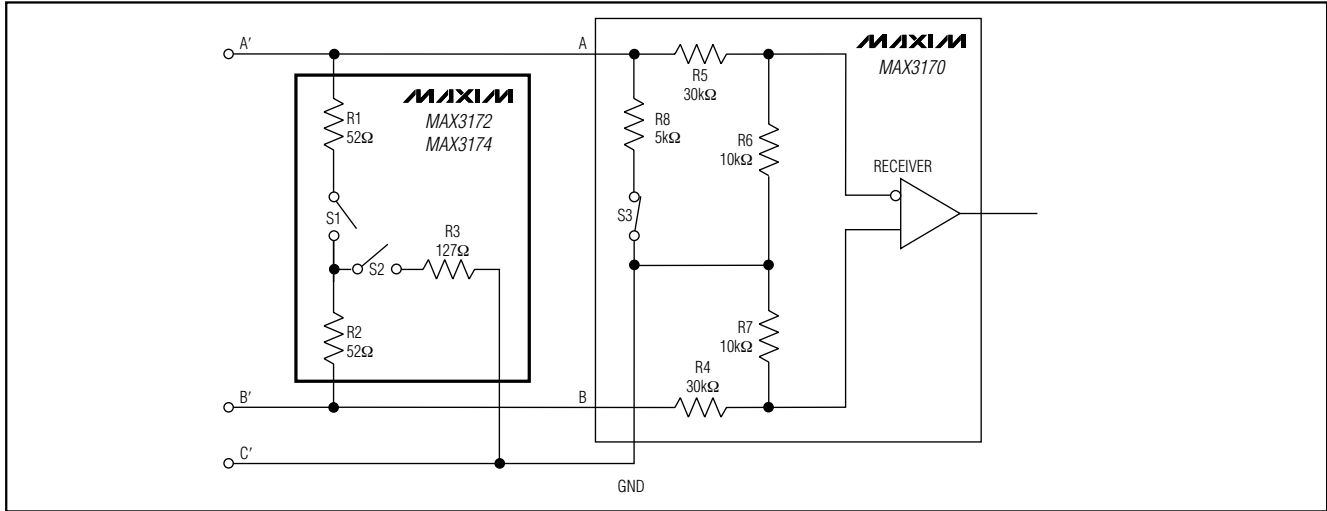 A′
A
MAXIM
MAX3170
R5
30kΩ
MAXIM
MAX3172
MAX3174
R1
52Ω
R8
5kΩ
R6
10kΩ
RECEIVER
S1
S3
R3
127Ω
S2
R2
52Ω
R7
10kΩ
R4
30kΩ
B′
B
C′
GND